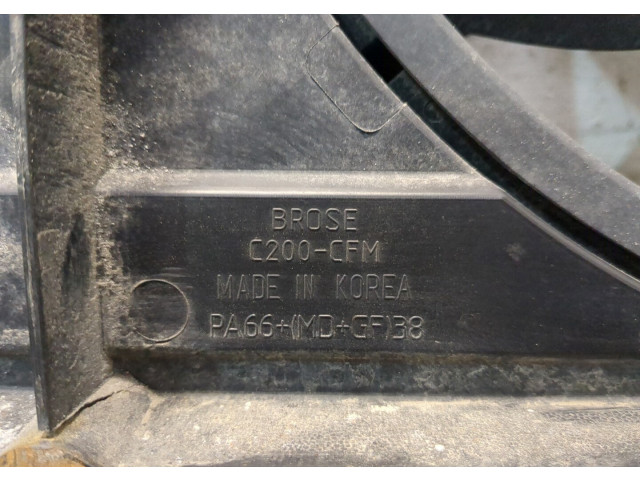 BROSE
C200-CFM
MADE IN KOREA
PA66+(MD+GF)38